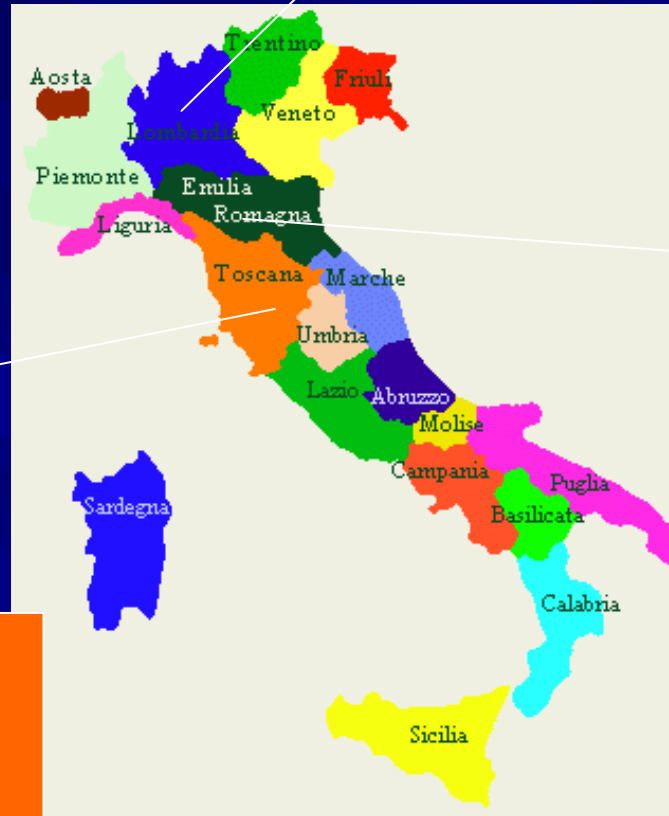 Trentino
Aosta
Friuli
Veneto
Lombardia
Piemonte
Emilia
Romagna
Liguria
Toscana
Marche
Umbria
Lazio
Abruzzo
Molise
Campania
Puglia
Sardegna
Basilicata
Calabria
Sicilia